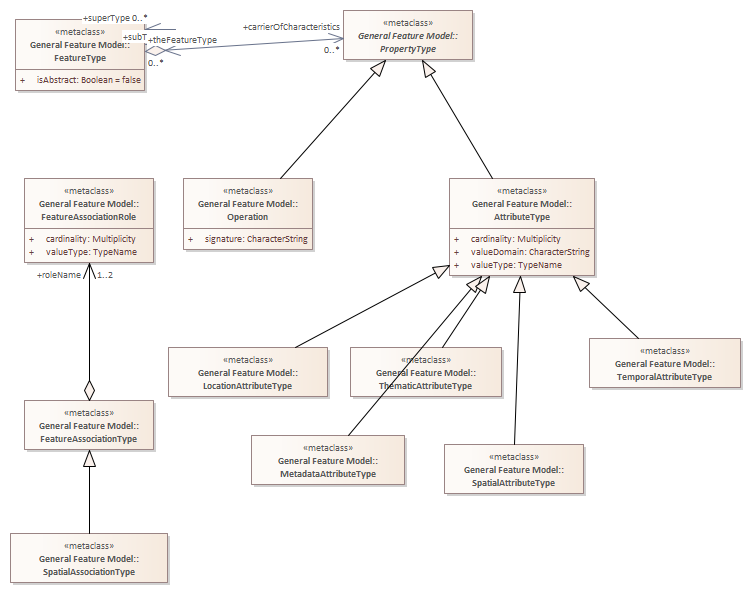 +superType 0..*
«metaclass»
General Feature Model::
FeatureType
+ isAbstract: Boolean = false
+subT
+theFeatureType
0..*
+carrierOfCharacteristics
0..*
«metaclass»
General Feature Model::
PropertyType
«metaclass»
General Feature Model::
FeatureAssociationRole
+ cardinality: Multiplicity
+ valueType: TypeName
«metaclass»
General Feature Model::
Operation
+ signature: CharacterString
«metaclass»
General Feature Model::
AttributeType
+ cardinality: Multiplicity
+ valueDomain: CharacterString
+ valueType: TypeName
+roleName 1..2
«metaclass»
General Feature Model::
LocationAttributeType
«metaclass»
General Feature Model::
ThematicAttributeType
«metaclass»
General Feature Model::
TemporalAttributeType
«metaclass»
General Feature Model::
FeatureAssociationType
«metaclass»
General Feature Model::
MetadataAttributeType
«metaclass»
General Feature Model::
SpatialAttributeType
«metaclass»
General Feature Model::
SpatialAssociationType